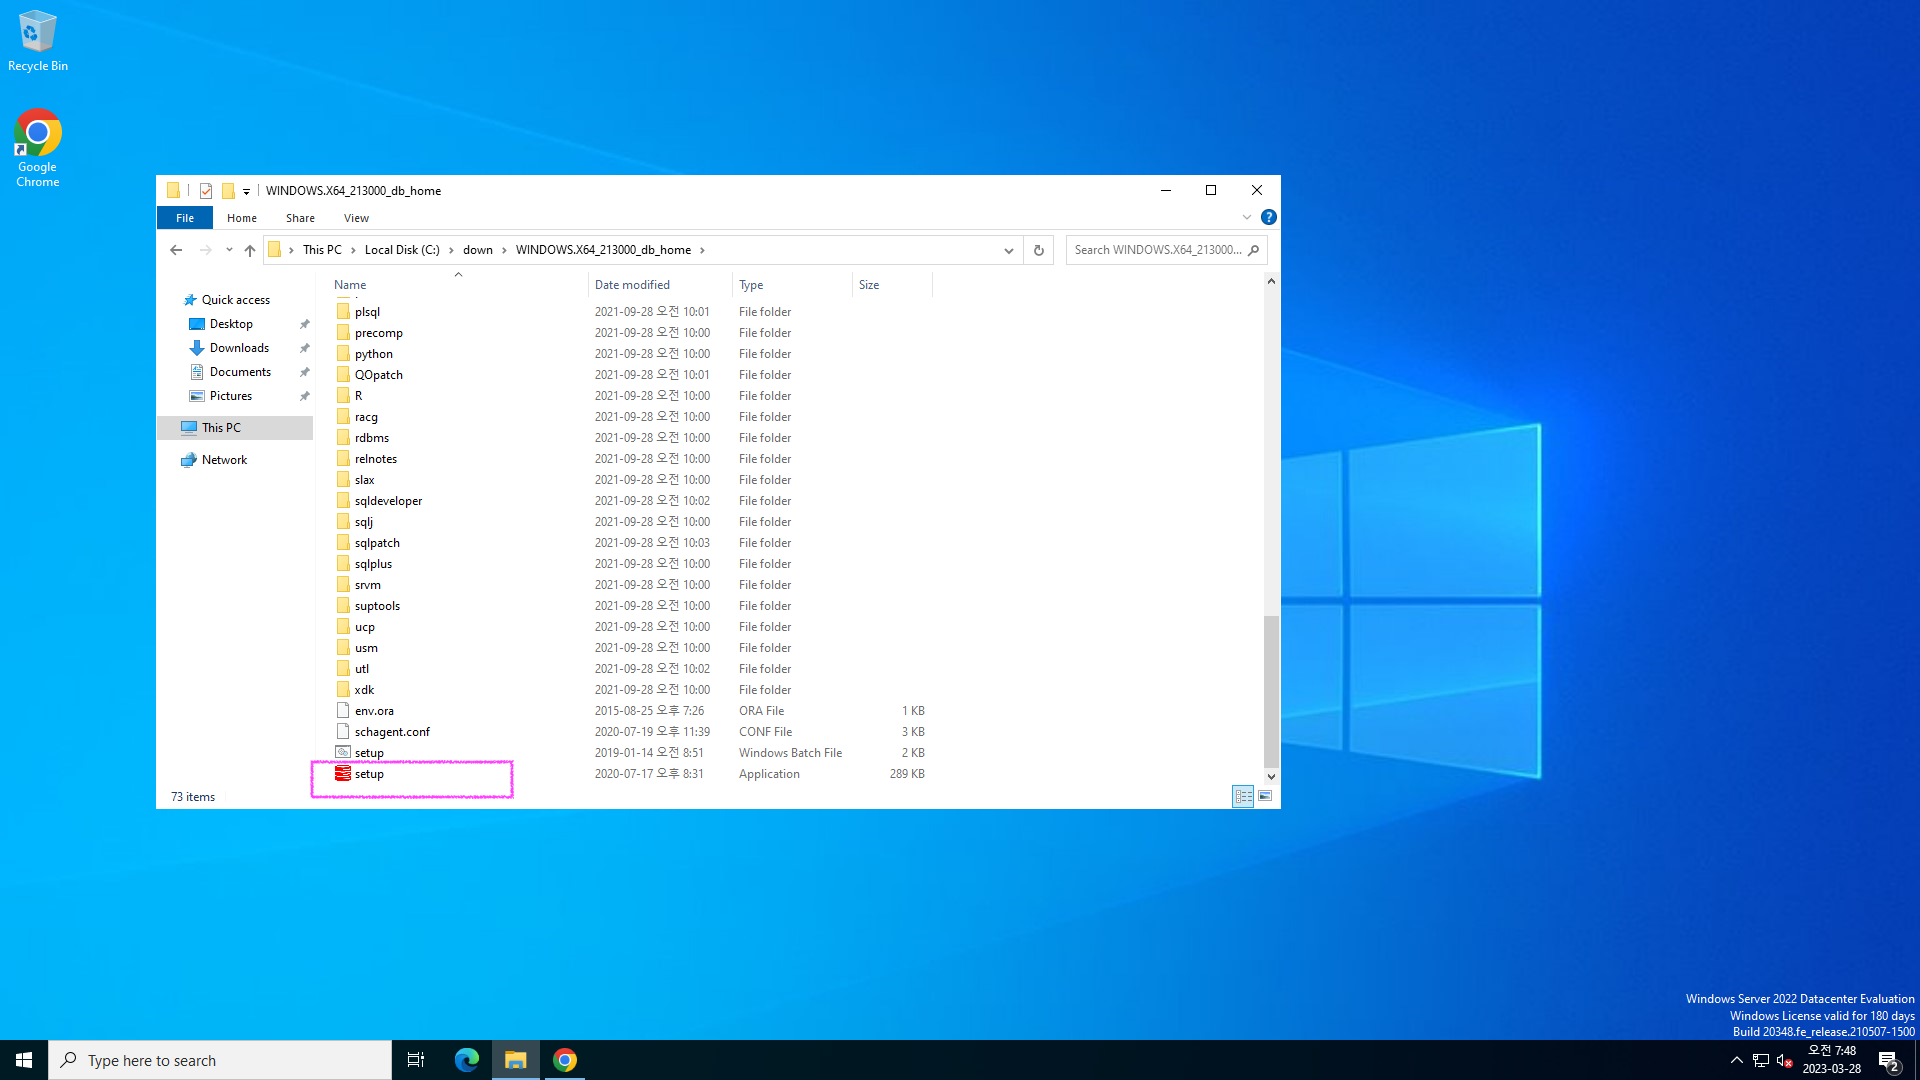 Recycle Bin
Google
Chrome
WINDOWS.X64_213000_db_home
File Home Share View
This PC Local Disk (C:) down WINDOWS.X64_213000_db_home
Search WINDOWS.X64_213000...
Quick access
Desktop
Downloads
Documents
Pictures
This PC
Network
Name Date modified Type Size
plsql 2021-09-28 오전 10:01 File folder
precomp 2021-09-28 오전 10:00 File folder
python 2021-09-28 오전 10:00 File folder
QOpatch 2021-09-28 오전 10:01 File folder
R 2021-09-28 오전 10:00 File folder
racg 2021-09-28 오전 10:00 File folder
rdbms 2021-09-28 오전 10:00 File folder
relnotes 2021-09-28 오전 10:00 File folder
slax 2021-09-28 오전 10:00 File folder
sqldeveloper 2021-09-28 오전 10:02 File folder
sqlj 2021-09-28 오전 10:00 File folder
sqlpatch 2021-09-28 오전 10:03 File folder
sqlplus 2021-09-28 오전 10:00 File folder
srvm 2021-09-28 오전 10:00 File folder
suptools 2021-09-28 오전 10:00 File folder
ucp 2021-09-28 오전 10:00 File folder
usm 2021-09-28 오전 10:00 File folder
utl 2021-09-28 오전 10:02 File folder
xdk 2021-09-28 오전 10:00 File folder
env.ora 2015-08-25 오후 7:26 ORA File 1 KB
schagent.conf 2020-07-19 오후 11:39 CONF File 3 KB
setup 2019-01-14 오전 8:51 Windows Batch File 2 KB
setup 2020-07-17 오후 8:31 Application 289 KB
73 items
Windows Server 2022 Datacenter Evaluation
Windows License valid for 180 days
Build 20348.fe_release.210507-1500
Type here to search
오전 7:48
2023-03-28
2